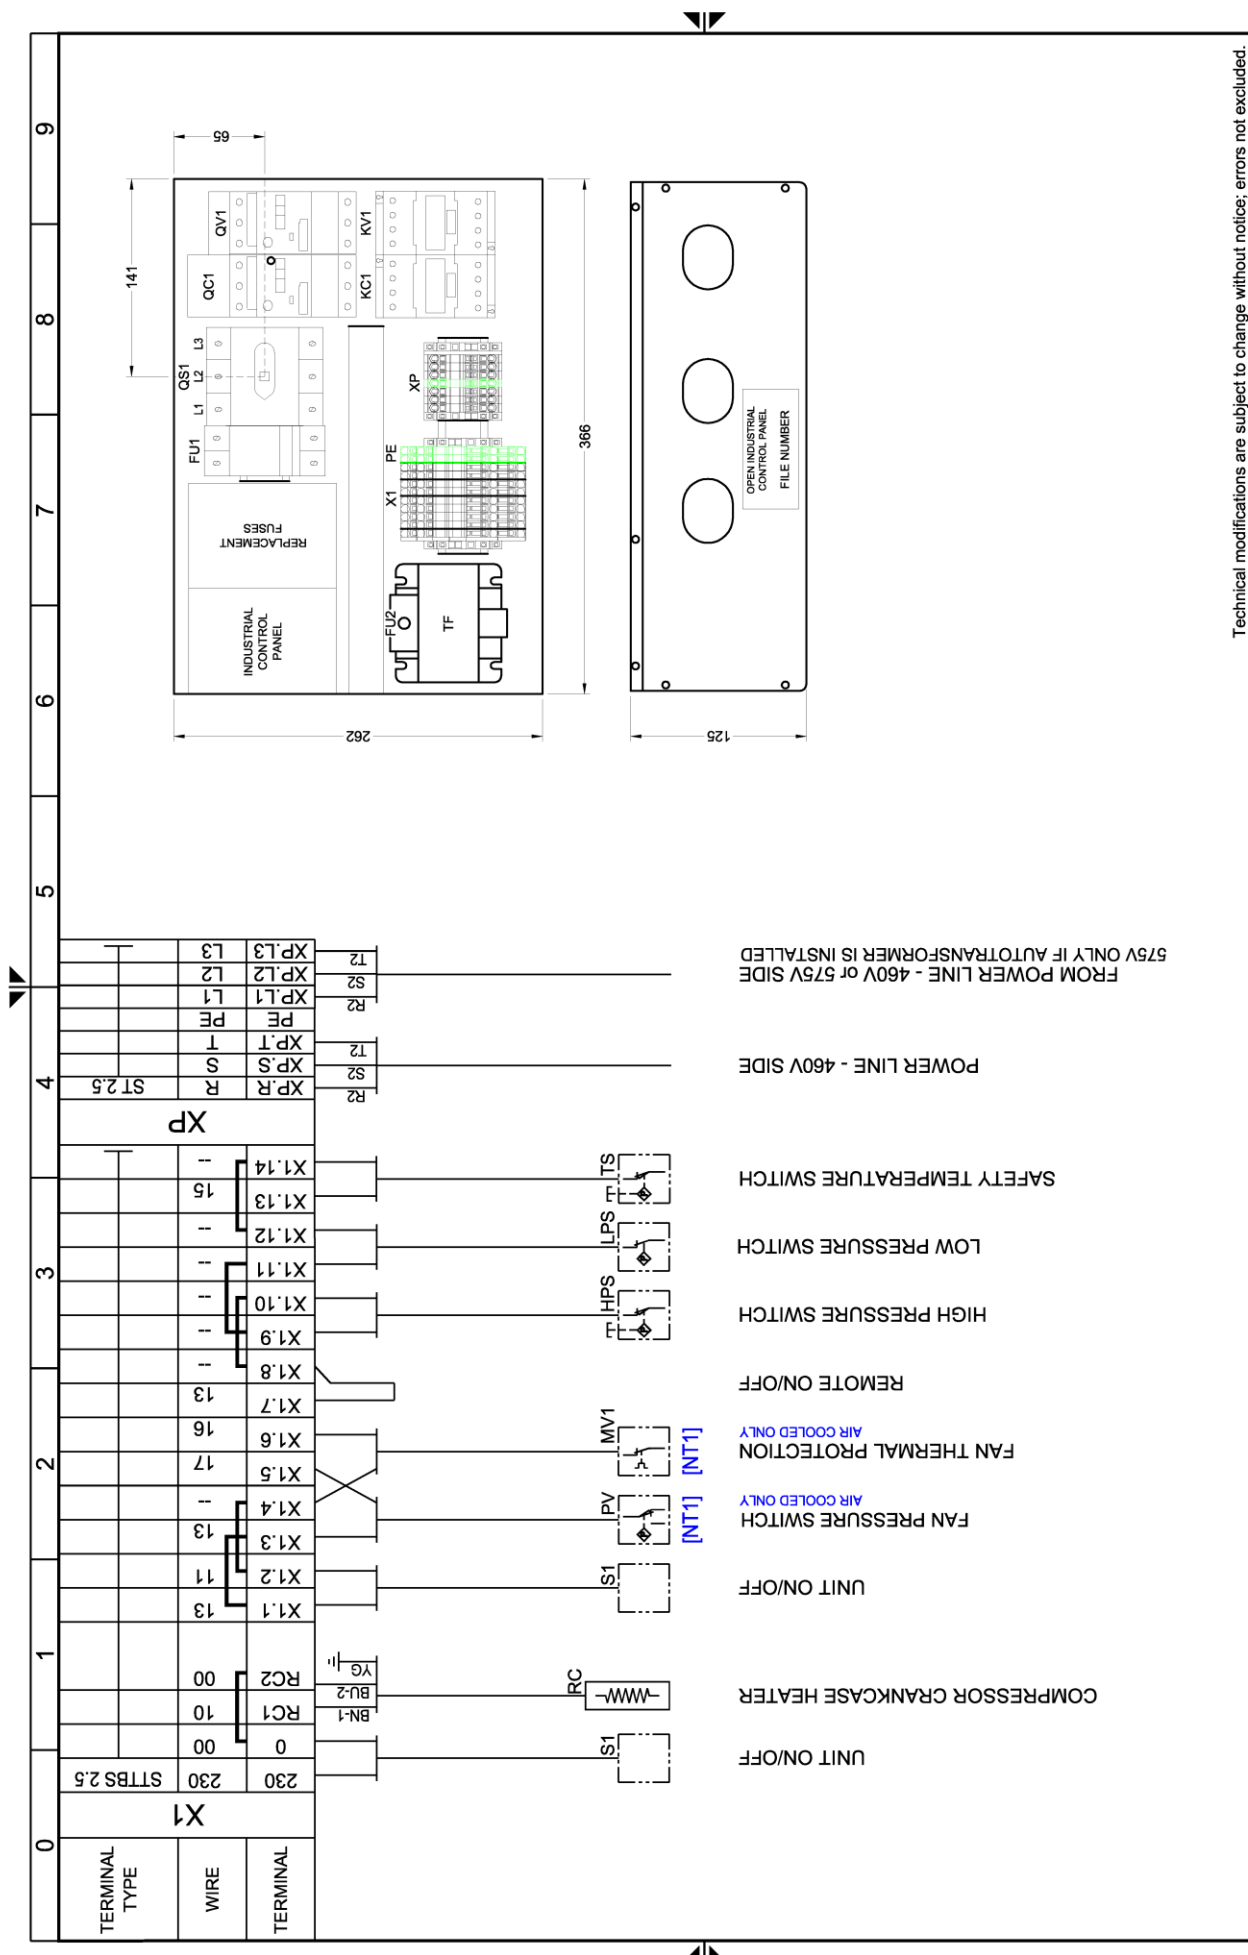 0
1
2
3
4
5
6
7
8
9
TERMINAL TYPE
WIRE
TERMINAL
X1
STTBS 2.5
230 230
00 0
10 RC1 BN-1
00 RC2 BU-2
YG
13 X1.1
11 X1.2
13 X1.3
-- X1.4
17 X1.5
16 X1.6
13 X1.7
-- X1.8
-- X1.9
-- X1.10
-- X1.11
-- X1.12
15 X1.13
-- X1.14
XP
ST 2.5 R XP.R R2
S XP.S S2
T XP.T T2
PE PE
L1 XP.L1 R2
L2 XP.L2 S2
L3 XP.L3 T2
S1
UNIT ON/OFF
RC
COMPRESSOR CRANKCASE HEATER
S1
UNIT ON/OFF
PV
[NT1]
FAN PRESSURE SWITCH
AIR COOLED ONLY
MV1
[NT1]
FAN THERMAL PROTECTION
AIR COOLED ONLY
REMOTE ON/OFF
HPS
HIGH PRESSURE SWITCH
LPS
LOW PRESSURE SWITCH
TS
SAFETY TEMPERATURE SWITCH
POWER LINE - 460V SIDE
FROM POWER LINE - 460V or 575V SIDE
575V ONLY IF AUTOTRANSFORMER IS INSTALLED
141
65
262
366
125
INDUSTRIAL
CONTROL
PANEL
REPLACEMENT
FUSES
FU1
QS1
L1 L2 L3
QC1
QV1
KC1
KV1
FU2
TF
X1
PE
XP
OPEN INDUSTRIAL
CONTROL PANEL
FILE NUMBER
Technical modifications are subject to change without notice; errors not excluded.